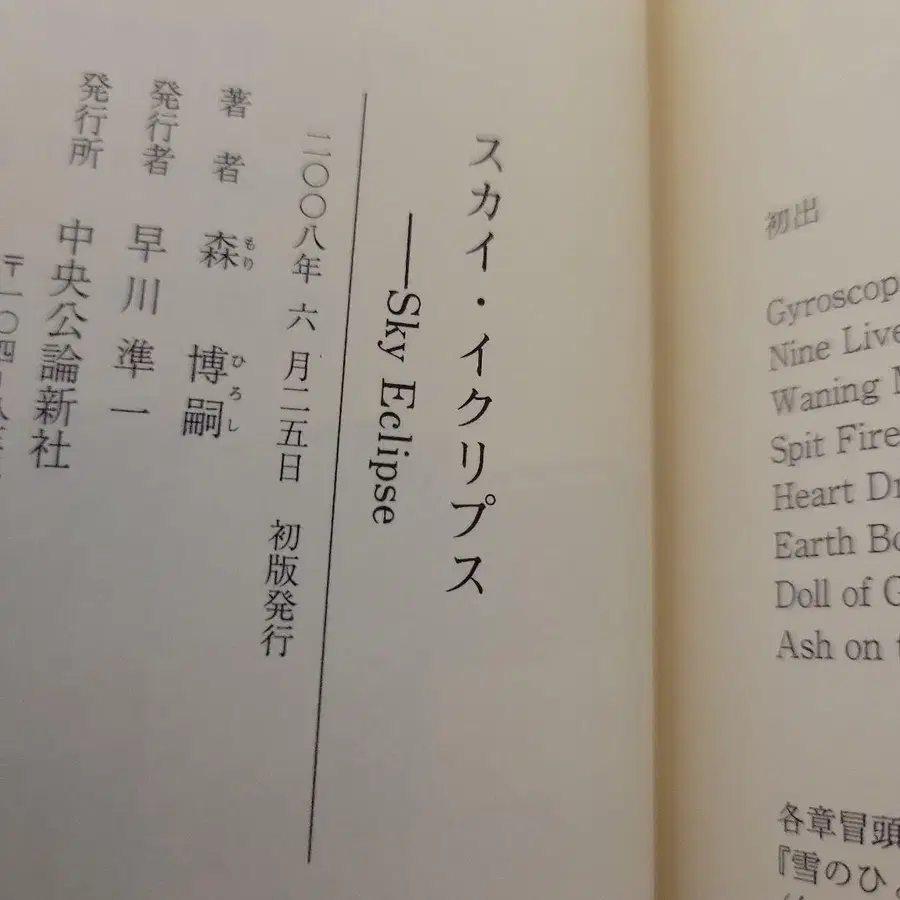 初出
Gyroscop
Nine Live
Waning
Spit Fire
Heart D
Earth Bo
Doll of G
Ash on
各章冒頭
『雪のひ
スカイ・イクリプス
——Sky Eclipse
二〇〇八年 六 月二五日 初版発行
著 者 森 博嗣
もり ひろし
発行者 早川準一
発行所 中央公論新社
〒一〇四